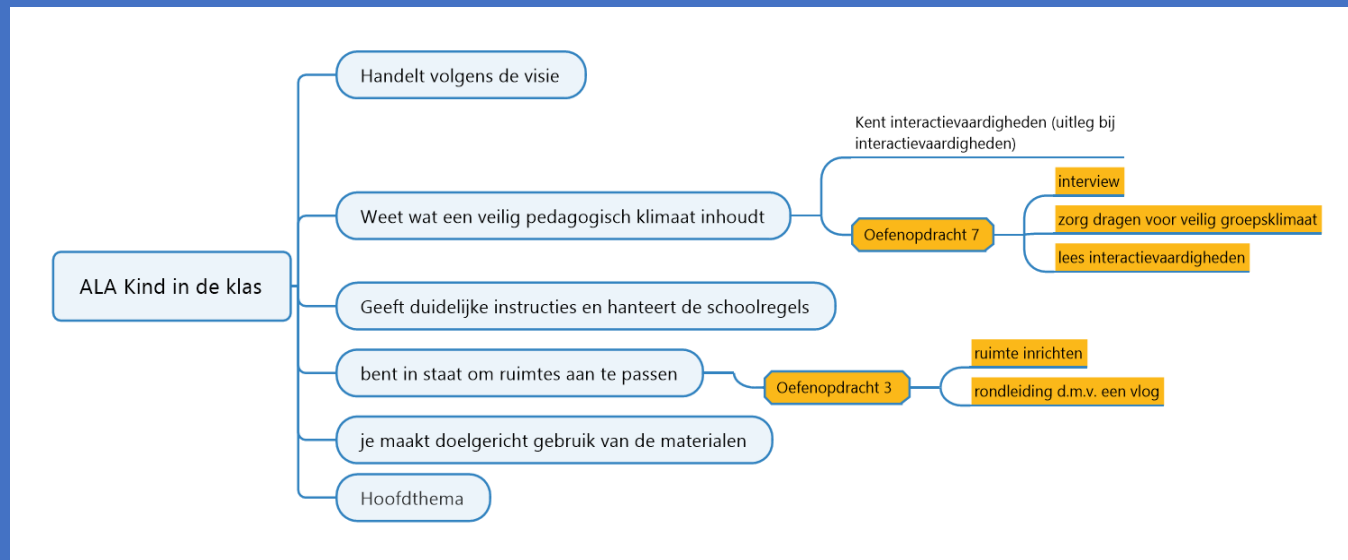 ALA Kind in de klas
Handelt volgens de visie
Weet wat een veilig pedagogisch klimaat inhoudt
Kent interactievaardigheden (uitleg bij
interactievaardigheden)
Oefenopdracht 7
interview
zorg dragen voor veilig groepsklimaat
lees interactievaardigheden
Geeft duidelijke instructies en hanteert de schoolregels
bent in staat om ruimtes aan te passen
Oefenopdracht 3
ruimte inrichten
rondleiding d.m.v. een vlog
je maakt doelgericht gebruik van de materialen
Hoofdthema